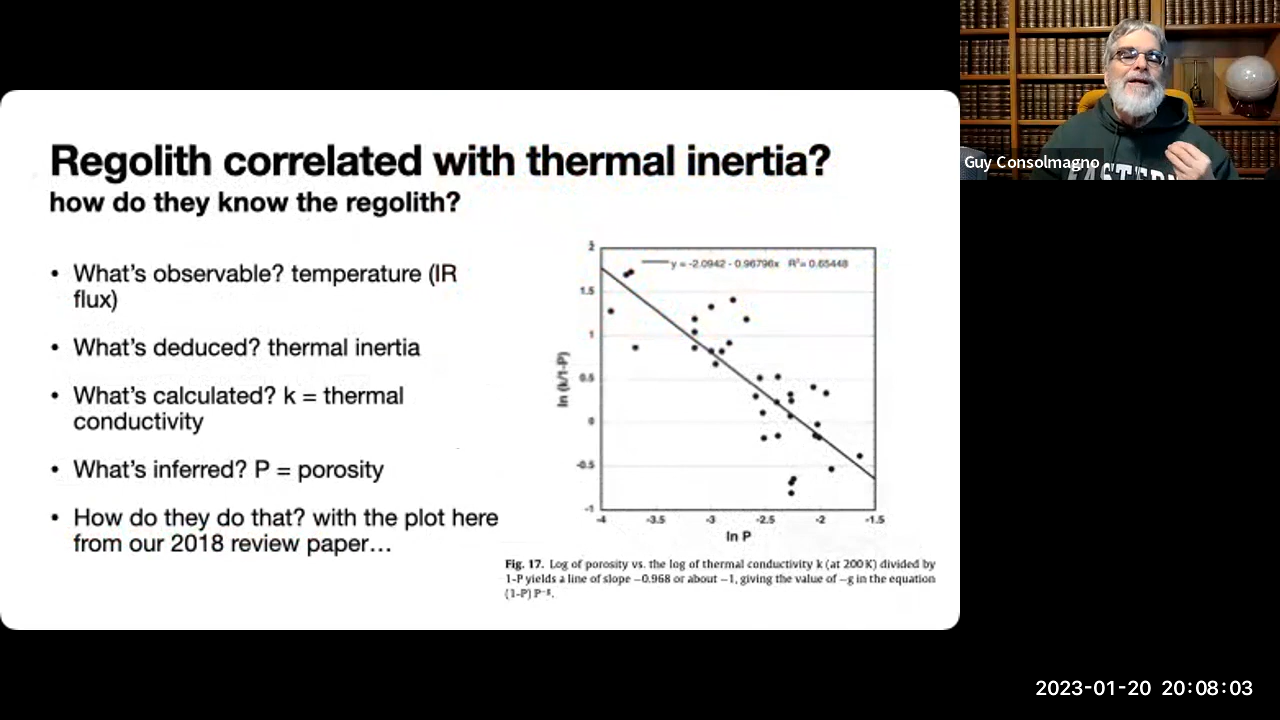 Regolith correlated with thermal inertia?
how do they know the regolith?
• What's observable? temperature (IR
flux)
• What's deduced? thermal inertia
• What's calculated? k = thermal
conductivity
• What's inferred? P = porosity
• How do they do that? with the plot here
from our 2018 review paper…
y = -2.0942 - 0.96796x R²= 0.65448
2
1.5
1
0.5
0
-0.5
-1
ln (k/1-P)
-4 -3.5 -3 -2.5 -2 -1.5
ln P
Fig. 17. Log of porosity vs. the log of thermal conductivity k (at 200 K) divided by
1-P yields a line of slope −0.968 or about −1, giving the value of −g in the equation
(1-P) P⁻ᵍ.
Guy Consolmagno
EASTERN
2023-01-20 20:08:03